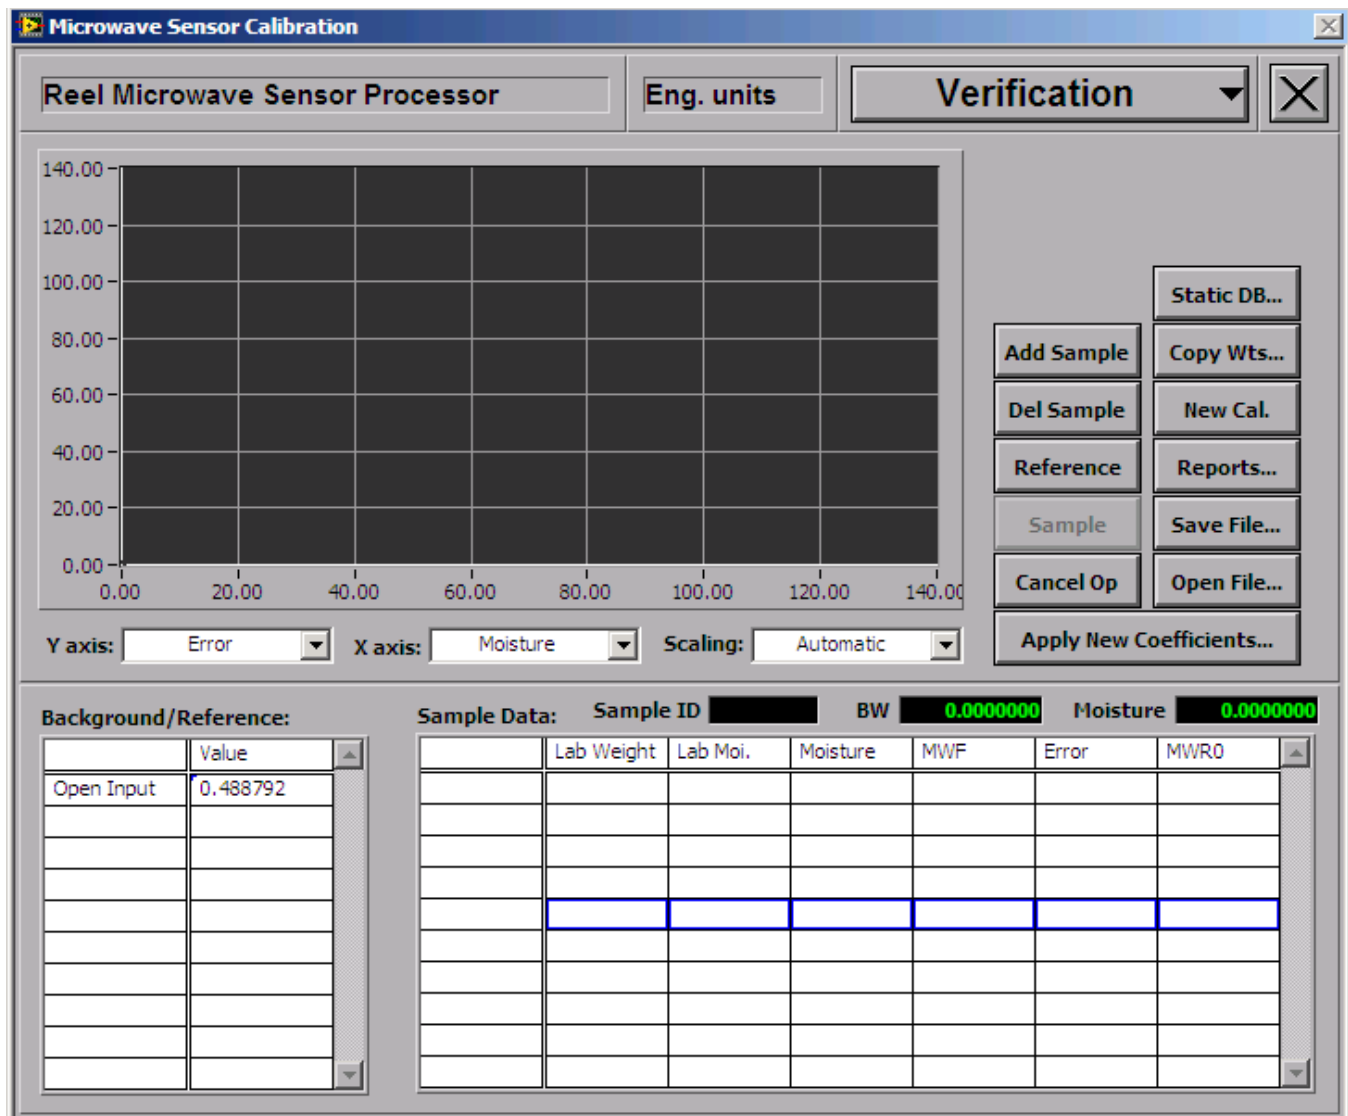 Microwave Sensor Calibration
Reel Microwave Sensor Processor
Eng. units
Verification
140.00
120.00
100.00
80.00
60.00
40.00
20.00
0.00
0.00 20.00 40.00 60.00 80.00 100.00 120.00 140.00
Y axis: Error X axis: Moisture Scaling: Automatic
Static DB...
Add Sample Copy Wts...
Del Sample New Cal.
Reference Reports...
Sample Save File...
Cancel Op Open File...
Apply New Coefficients...
Background/Reference:
Value
Open Input 0.488792
Sample Data: Sample ID BW 0.0000000 Moisture 0.0000000
Lab Weight Lab Moi. Moisture MWF Error MWR0